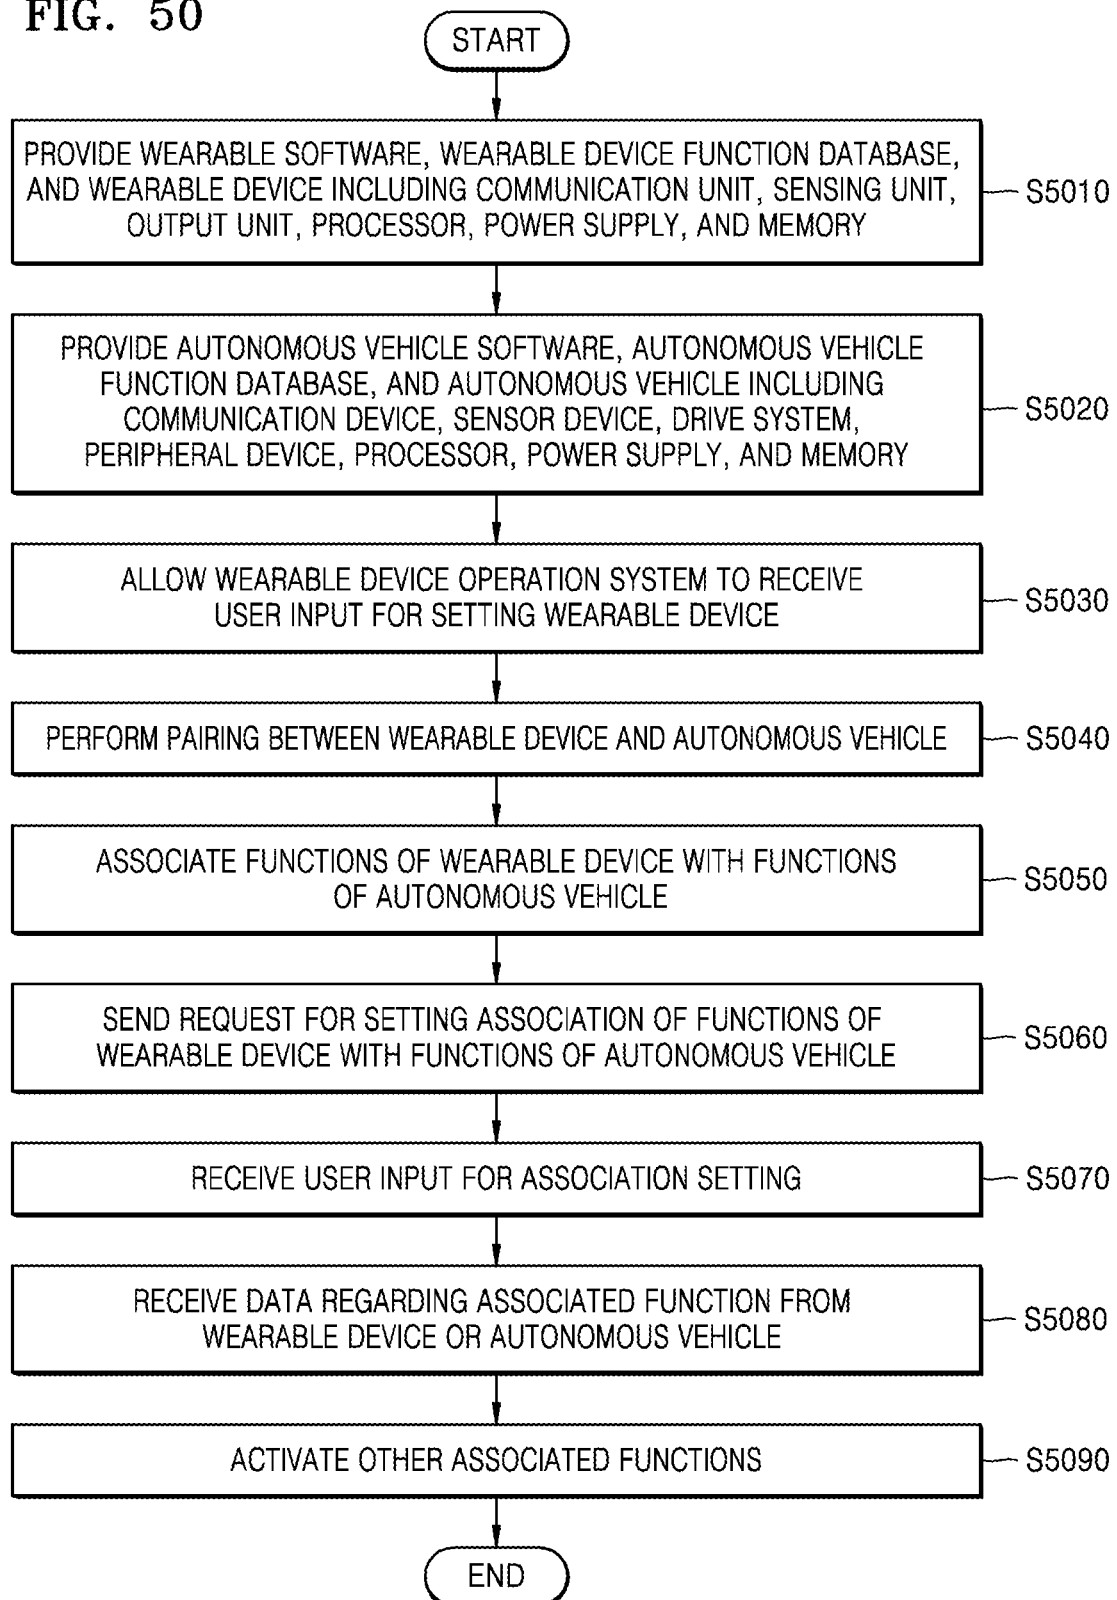 FIG. 50
START
PROVIDE WEARABLE SOFTWARE, WEARABLE DEVICE FUNCTION DATABASE,
AND WEARABLE DEVICE INCLUDING COMMUNICATION UNIT, SENSING UNIT,
OUTPUT UNIT, PROCESSOR, POWER SUPPLY, AND MEMORY
S5010
PROVIDE AUTONOMOUS VEHICLE SOFTWARE, AUTONOMOUS VEHICLE
FUNCTION DATABASE, AND AUTONOMOUS VEHICLE INCLUDING
COMMUNICATION DEVICE, SENSOR DEVICE, DRIVE SYSTEM,
PERIPHERAL DEVICE, PROCESSOR, POWER SUPPLY, AND MEMORY
S5020
ALLOW WEARABLE DEVICE OPERATION SYSTEM TO RECEIVE
USER INPUT FOR SETTING WEARABLE DEVICE
S5030
PERFORM PAIRING BETWEEN WEARABLE DEVICE AND AUTONOMOUS VEHICLE
S5040
ASSOCIATE FUNCTIONS OF WEARABLE DEVICE WITH FUNCTIONS
OF AUTONOMOUS VEHICLE
S5050
SEND REQUEST FOR SETTING ASSOCIATION OF FUNCTIONS OF
WEARABLE DEVICE WITH FUNCTIONS OF AUTONOMOUS VEHICLE
S5060
RECEIVE USER INPUT FOR ASSOCIATION SETTING
S5070
RECEIVE DATA REGARDING ASSOCIATED FUNCTION FROM
WEARABLE DEVICE OR AUTONOMOUS VEHICLE
S5080
ACTIVATE OTHER ASSOCIATED FUNCTIONS
S5090
END